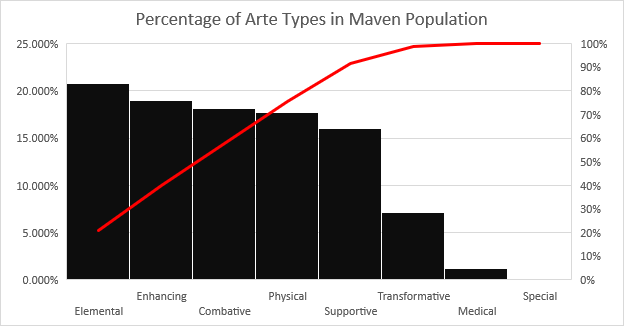 Percentage of Arte Types in Maven Population
25.000%
20.000%
15.000%
10.000%
5.000%
0.000%
100%
90%
80%
70%
60%
50%
40%
30%
20%
10%
0%
Elemental
Enhancing
Combative
Physical
Supportive
Transformative
Medical
Special